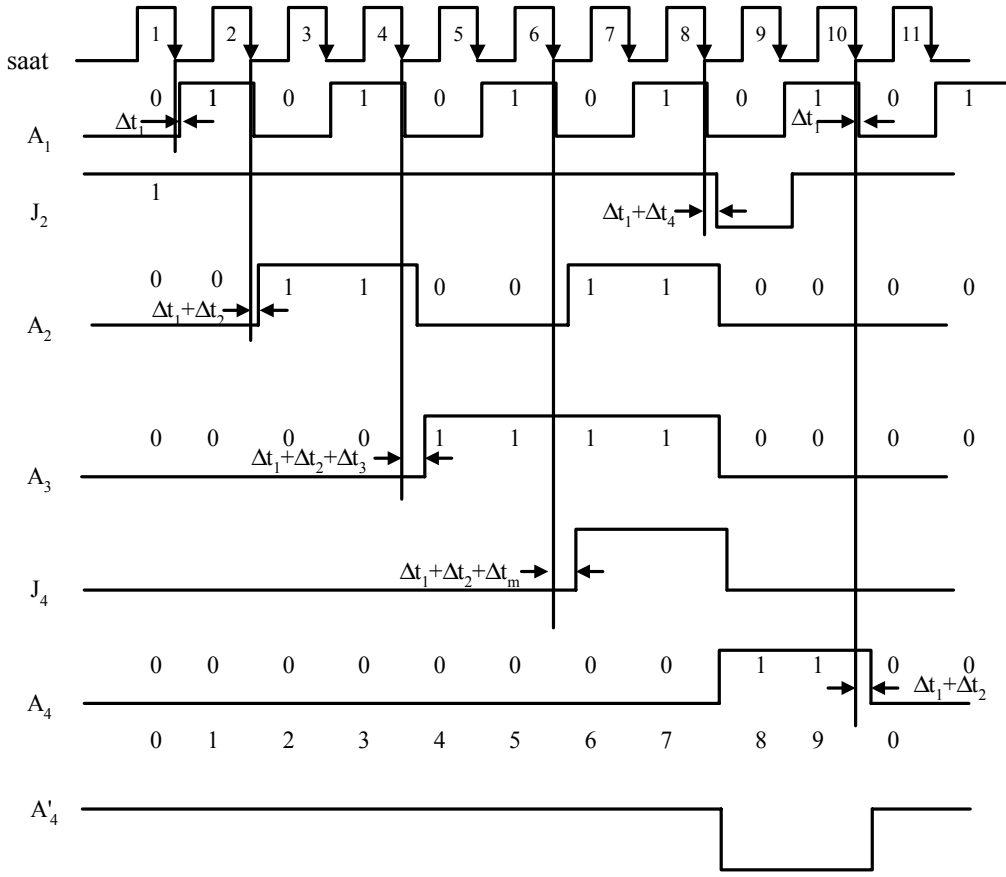 1 2 3 4 5 6 7 8 9 10 11
saat
0 1 0 1 0 1 0 1 0 1 0 1
Δt₁ Δt₁
A₁
1
J₂ Δt₁+Δt₄
0 0 1 1 0 0 1 1 0 0 0 0
Δt₁+Δt₂
A₂
0 0 0 0 1 1 1 1 0 0 0 0
Δt₁+Δt₂+Δt₃
A₃
Δt₁+Δt₂+Δtₘ
J₄
0 0 0 0 0 0 0 0 1 1 0 0
A₄ Δt₁+Δt₂
0 1 2 3 4 5 6 7 8 9 0
A'₄